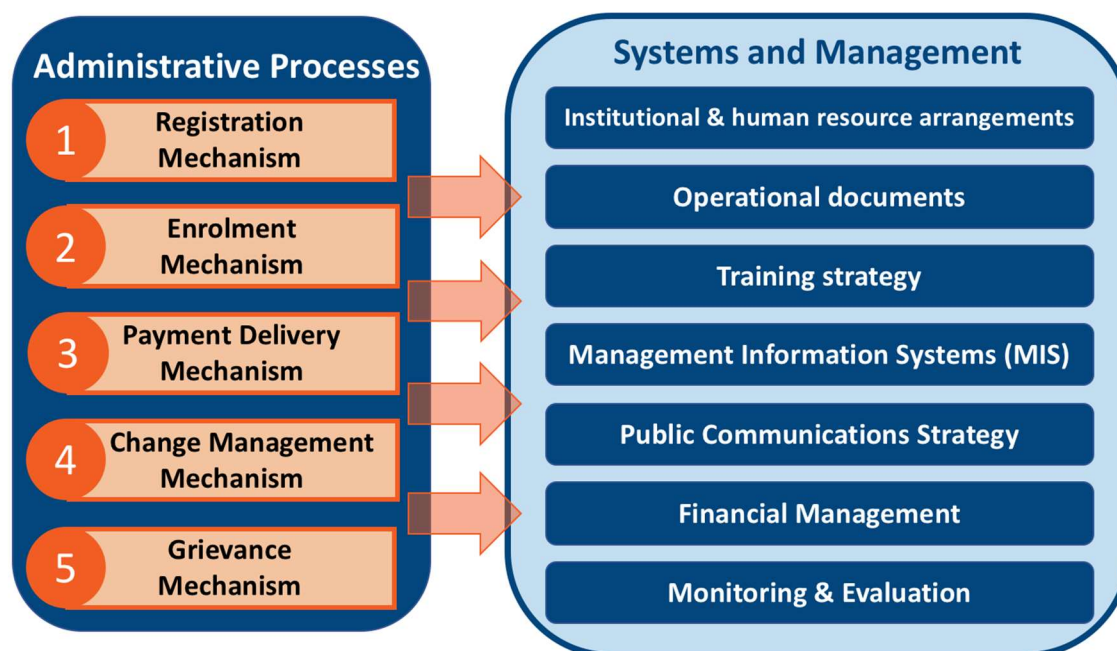 Administrative Processes
1
Registration
Mechanism
2
Enrolment
Mechanism
3
Payment Delivery
Mechanism
4
Change Management
Mechanism
5
Grievance
Mechanism
Systems and Management
Institutional & human resource arrangements
Operational documents
Training strategy
Management Information Systems (MIS)
Public Communications Strategy
Financial Management
Monitoring & Evaluation